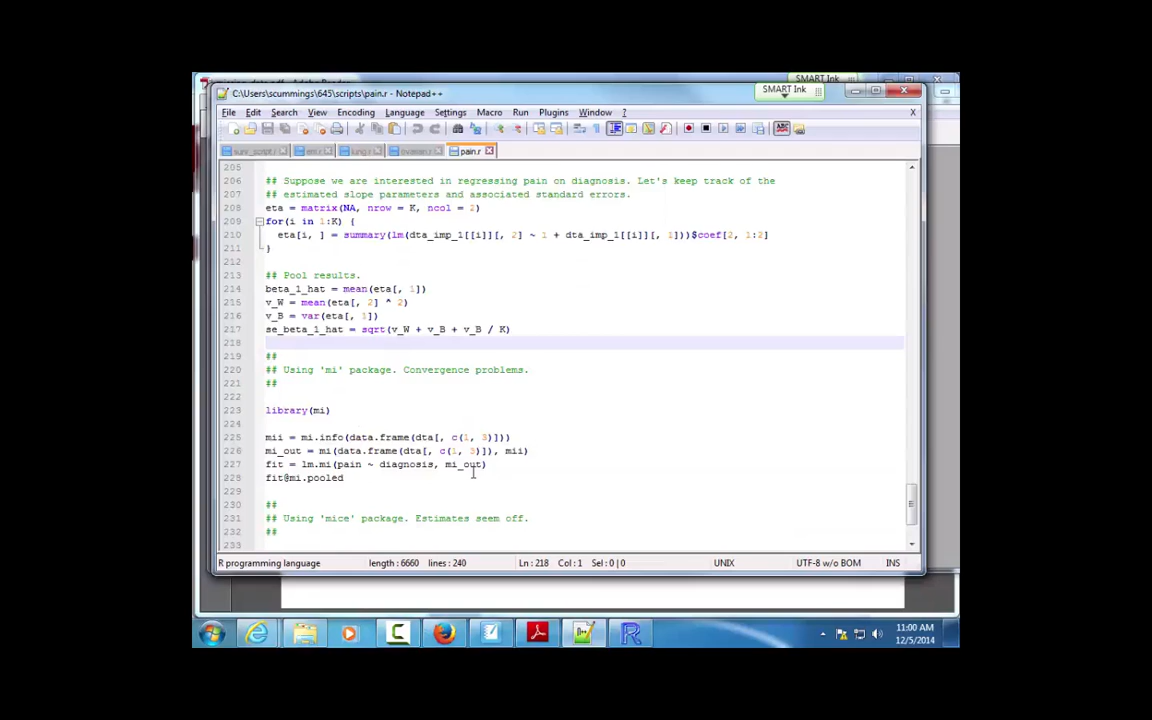 SMART Ink
C:\Users\scummings\645\scripts\pain.r - Notepad++
SMART Ink
File Edit Search View Encoding Language Settings Macro Run Plugins Window ? X
surv_script.r ovarian.r pain.r
205
206 ## Suppose we are interested in regressing pain on diagnosis. Let's keep track of the
207 ## estimated slope parameters and associated standard errors.
208 eta = matrix(NA, nrow = K, ncol = 2)
209 for(i in 1:K) {
210 eta[i, ] = summary(lm(dta_imp_1[[i]][, 2] ~ 1 + dta_imp_1[[i]][, 1]))$coef[2, 1:2]
211 }
212
213 ## Pool results.
214 beta_1_hat = mean(eta[, 1])
215 v_W = mean(eta[, 2] ^ 2)
216 v_B = var(eta[, 1])
217 se_beta_1_hat = sqrt(v_W + v_B + v_B / K)
218
219 ##
220 ## Using 'mi' package. Convergence problems.
221 ##
222
223 library(mi)
224
225 mii = mi.info(data.frame(dta[, c(1, 3)]))
226 mi_out = mi(data.frame(dta[, c(1, 3)]), mii)
227 fit = lm.mi(pain ~ diagnosis, mi_out)
228 fit@mi.pooled
229
230 ##
231 ## Using 'mice' package. Estimates seem off.
232 ##
233
R programming language length : 6660 lines : 240 Ln : 218 Col : 1 Sel : 0 | 0 UNIX UTF-8 w/o BOM INS
11:00 AM
12/5/2014